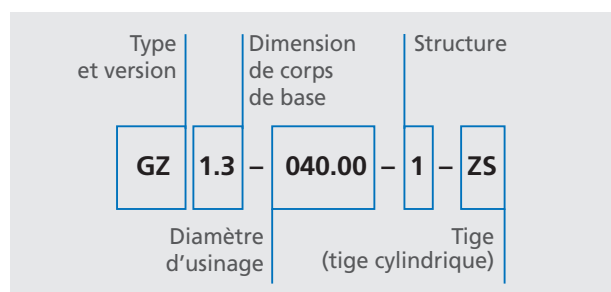 Type
et version
Dimension
de corps
de base
Structure
GZ 1.3 – 040.00 – 1 – ZS
Diamètre
d'usinage
Tige
(tige cylindrique)